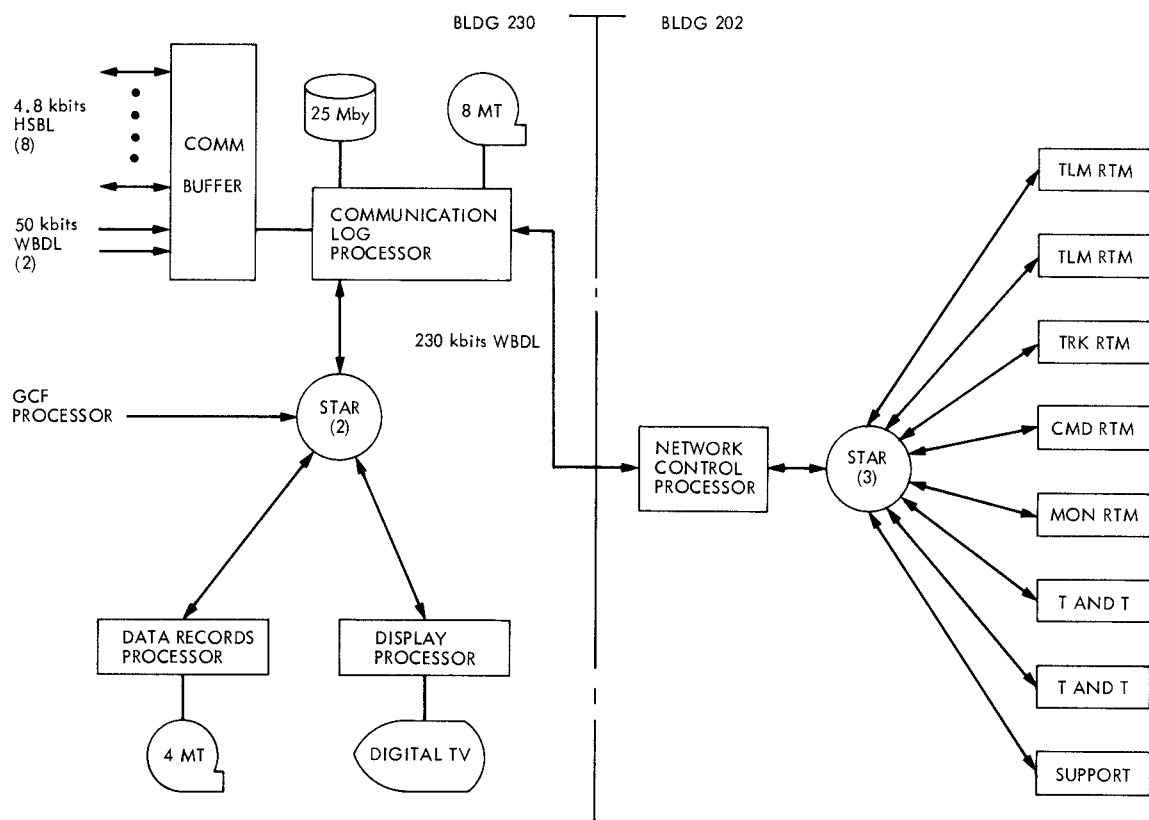 BLDG 230
BLDG 202
4.8 kbits
HSBL
(8)
50 kbits
WBDL
(2)
COMM
BUFFER
25 Mby
8 MT
COMMUNICATION
LOG
PROCESSOR
230 kbits WBDL
GCF
PROCESSOR
STAR
(2)
DATA RECORDS
PROCESSOR
DISPLAY
PROCESSOR
4 MT
DIGITAL TV
NETWORK
CONTROL
PROCESSOR
STAR
(3)
TLM RTM
TLM RTM
TRK RTM
CMD RTM
MON RTM
T AND T
T AND T
SUPPORT